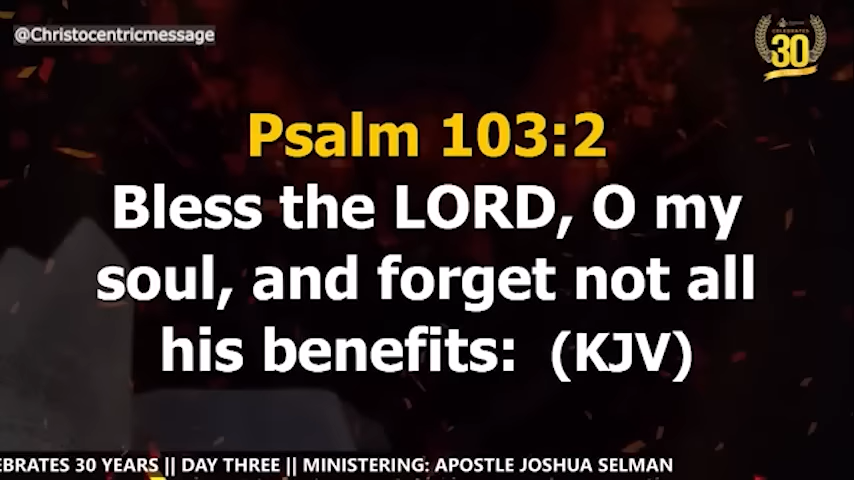 @Christocentricmessage
CELEBRATES
30
Psalm 103:2
Bless the LORD, O my
soul, and forget not all
his benefits: (KJV)
EBRATES 30 YEARS || DAY THREE || MINISTERING: APOSTLE JOSHUA SELMAN